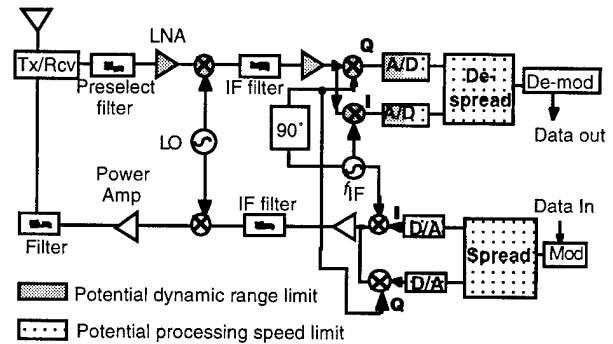 LNA
Q
Tx/Rcv
A/D
De-spread
De-mod
Preselect filter
IF filter
I
A/D
90°
Data out
LO
fIF
Power Amp
IF filter
Data In
I
D/A
Spread
Mod
Filter
D/A
Q
Potential dynamic range limit
Potential processing speed limit